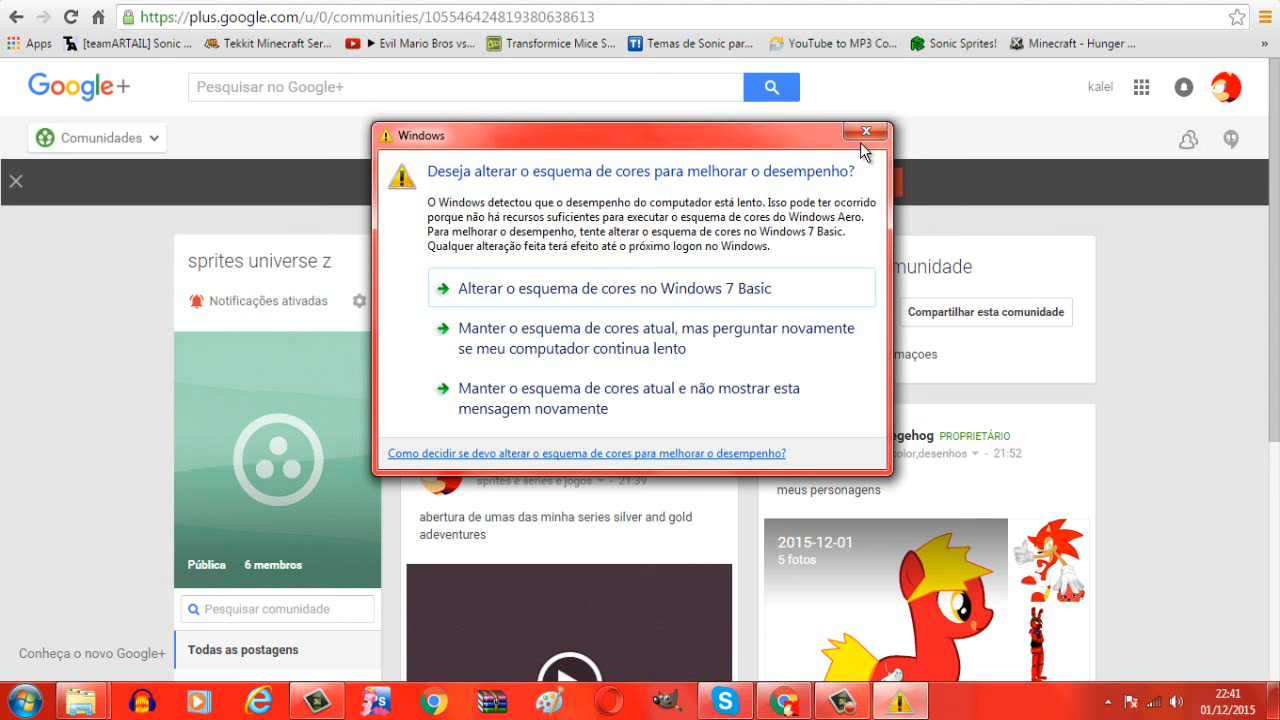 https://plus.google.com/u/0/communities/105546424819380638613
Apps
[teamARTAIL] Sonic ...
Tekkit Minecraft Ser...
► Evil Mario Bros vs...
Transformice Mice S...
Temas de Sonic par...
YouTube to MP3 Co...
Sonic Sprites!
Minecraft - Hunger ...
»
Google+
Pesquisar no Google+
kalel
Comunidades
Windows
Deseja alterar o esquema de cores para melhorar o desempenho?
O Windows detectou que o desempenho do computador está lento. Isso pode ter ocorrido
porque não há recursos suficientes para executar o esquema de cores do Windows Aero.
Para melhorar o desempenho, tente alterar o esquema de cores no Windows 7 Basic.
Qualquer alteração feita terá efeito até o próximo logon no Windows.
Alterar o esquema de cores no Windows 7 Basic
Manter o esquema de cores atual, mas perguntar novamente
se meu computador continua lento
Manter o esquema de cores atual e não mostrar esta
mensagem novamente
Como decidir se devo alterar o esquema de cores para melhorar o desempenho?
sprites universe z
Notificações ativadas
Pública 6 membros
Pesquisar comunidade
Todas as postagens
Conheça o novo Google+
sprites e series e jogos - 21:39
abertura de umas das minha series silver and gold
adeventures
munidade
Compartilhar esta comunidade
maçoes
egehog PROPRIETÁRIO
color,desenhos - 21:52
meus personagens
2015-12-01
5 fotos
22:41
01/12/2015